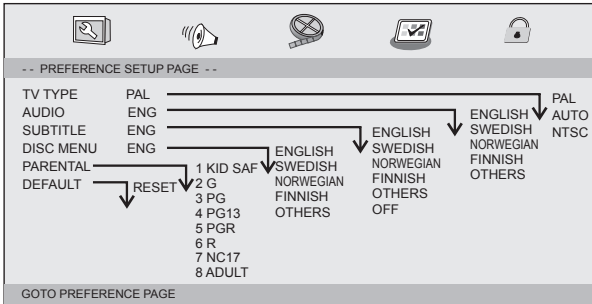 - - PREFERENCE SETUP PAGE - -
TV TYPE PAL
AUDIO ENG
SUBTITLE ENG
DISC MENU ENG
PARENTAL
DEFAULT RESET
1 KID SAF
2 G
3 PG
4 PG13
5 PGR
6 R
7 NC17
8 ADULT
ENGLISH
SWEDISH
NORWEGIAN
FINNISH
OTHERS
ENGLISH
SWEDISH
NORWEGIAN
FINNISH
OTHERS
OFF
ENGLISH
SWEDISH
NORWEGIAN
FINNISH
OTHERS
PAL
AUTO
NTSC
GOTO PREFERENCE PAGE